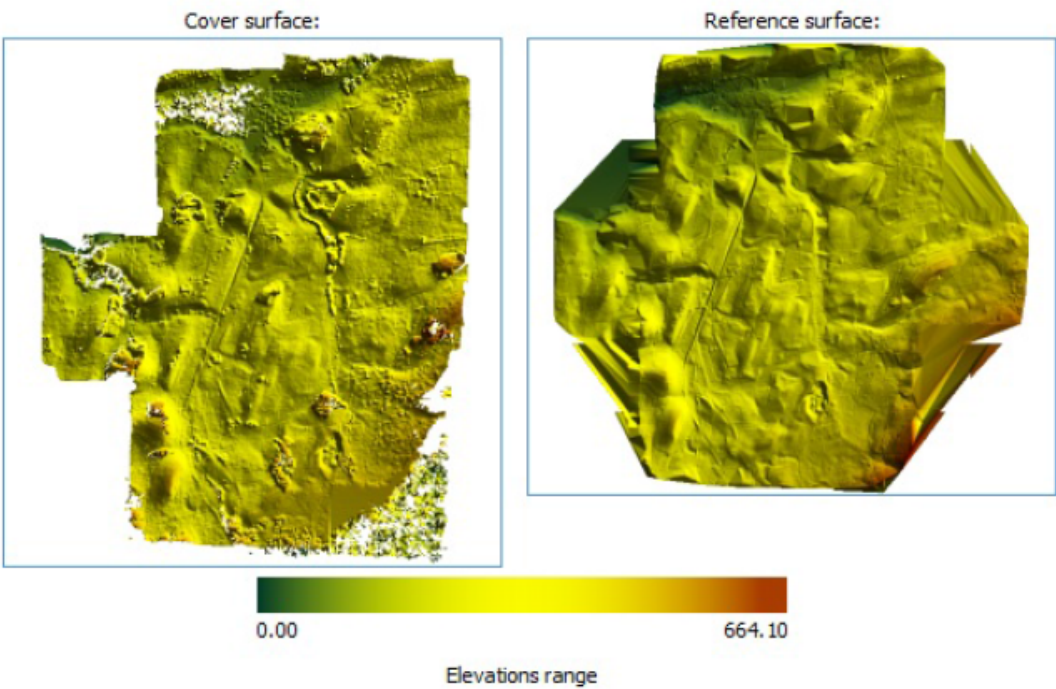 Cover surface:
Reference surface:
0.00
664.10
Elevations range